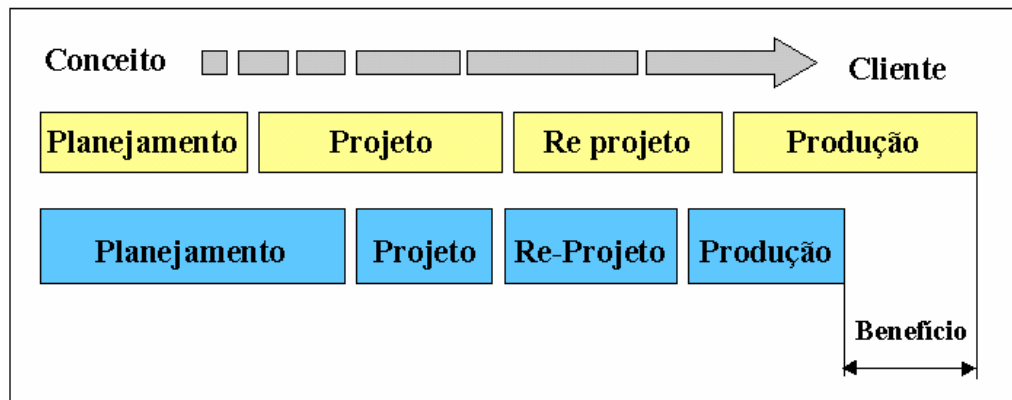 Conceito
Cliente
Planejamento
Projeto
Re projeto
Produção
Planejamento
Projeto
Re-Projeto
Produção
Benefício